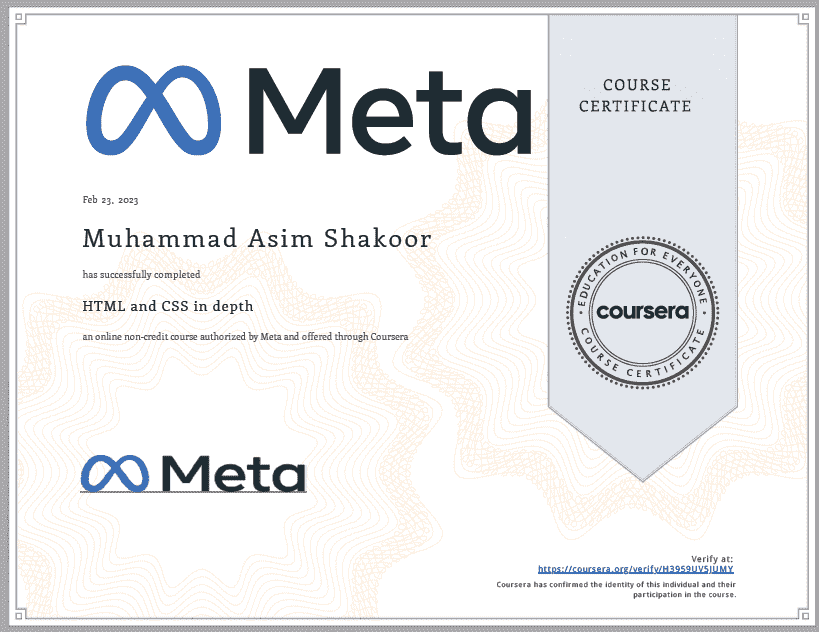 Meta
COURSE
CERTIFICATE
Feb 23, 2023
Muhammad Asim Shakoor
has successfully completed
HTML and CSS in depth
an online non-credit course authorized by Meta and offered through Coursera
EDUCATION FOR EVERYONE
coursera
COURSE CERTIFICATE
Meta
Verify at:
https://coursera.org/verify/H3959UV5JUMY
Coursera has confirmed the identity of this individual and their
participation in the course.